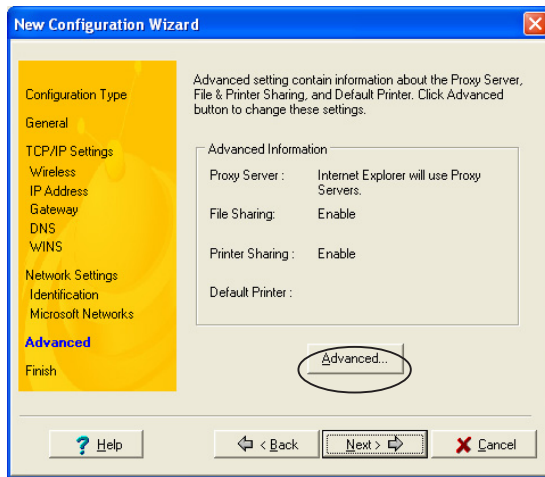 New Configuration Wizard
Configuration Type
General
TCP/IP Settings
Wireless
IP Address
Gateway
DNS
WINS
Network Settings
Identification
Microsoft Networks
Advanced
Finish
Advanced setting contain information about the Proxy Server,
File & Printer Sharing, and Default Printer. Click Advanced
button to change these settings.
Advanced Information
Proxy Server : Internet Explorer will use Proxy
Servers.
File Sharing: Enable
Printer Sharing : Enable
Default Printer :
Advanced...
? Help
< Back
Next >
Cancel